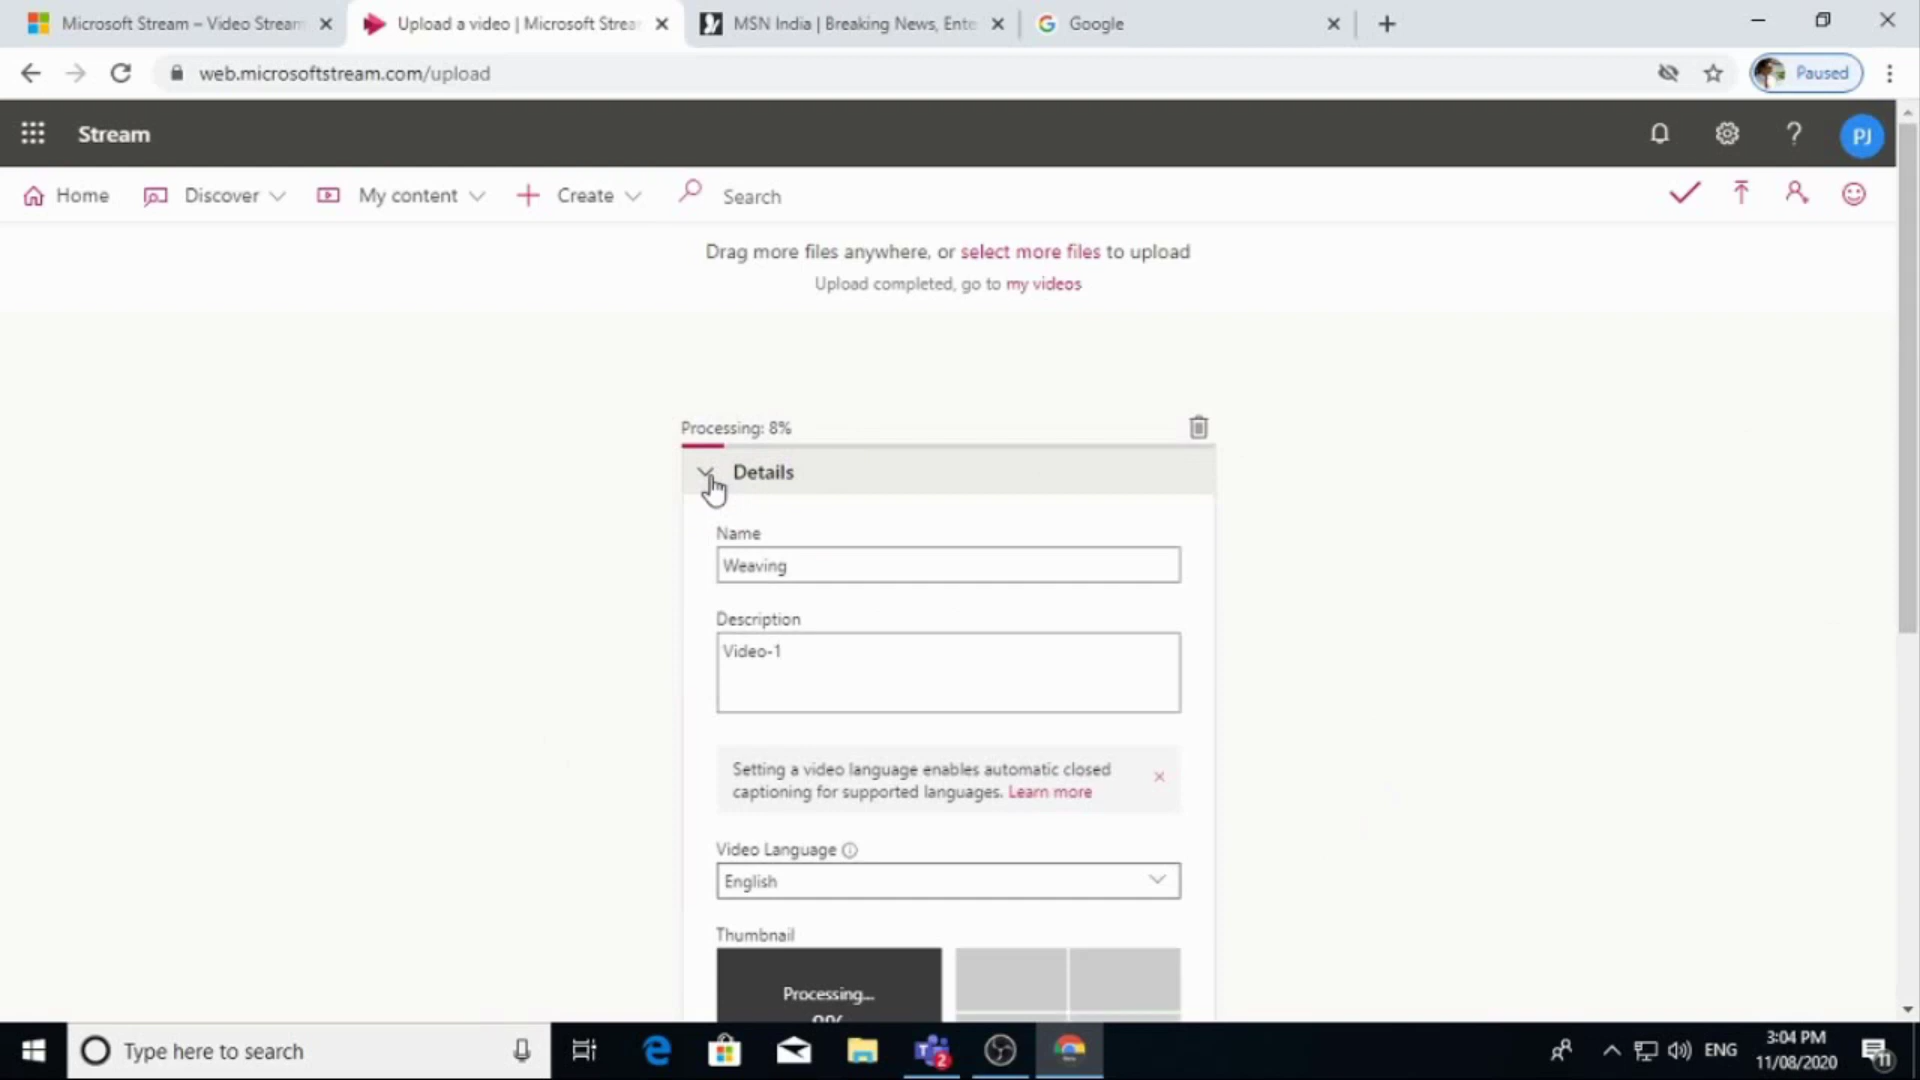 Microsoft Stream – Video Stream
Upload a video | Microsoft Strea
MSN India | Breaking News, Ente
Google
web.microsoftstream.com/upload
Paused
Stream
PJ
Home
Discover
My content
Create
Search
Drag more files anywhere, or select more files to upload
Upload completed, go to my videos
Processing: 8%
Details
Name
Weaving
Description
Video-1
Setting a video language enables automatic closed
captioning for supported languages. Learn more
Video Language
English
Thumbnail
Processing...
Type here to search
2
ENG
3:04 PM
11/08/2020
11